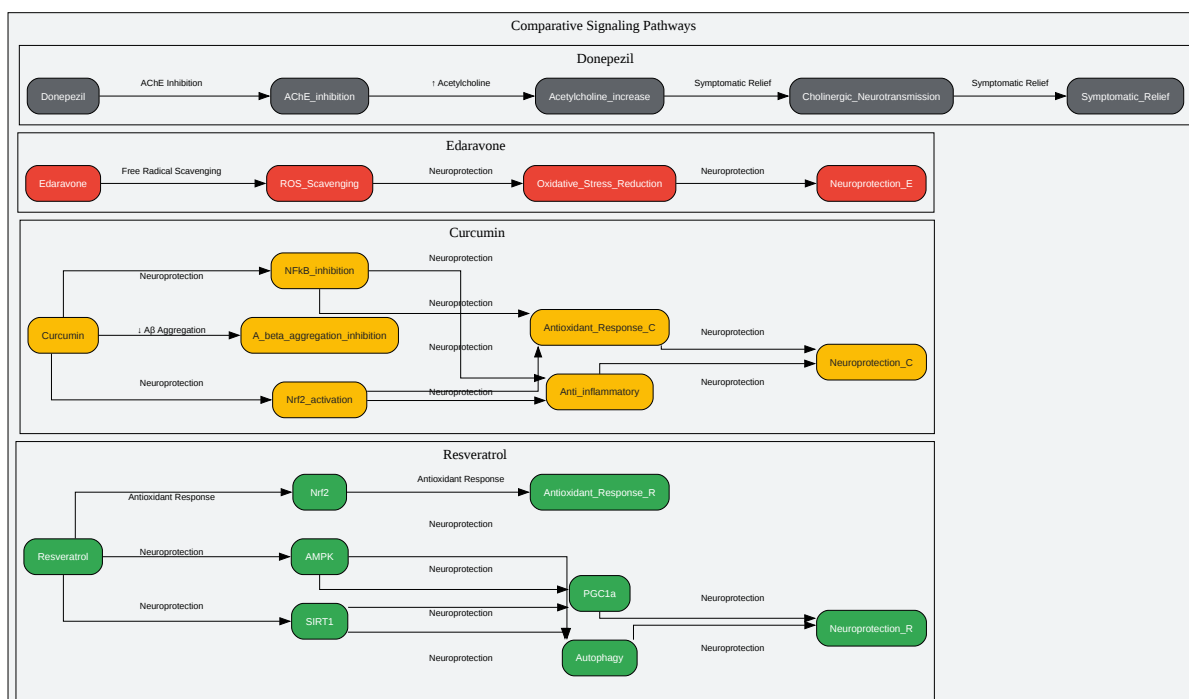 Comparative Signaling Pathways
Donepezil
AChE Inhibition
↑ Acetylcholine
Symptomatic Relief
Symptomatic Relief
Donepezil
AChE_inhibition
Acetylcholine_increase
Cholinergic_Neurotransmission
Symptomatic_Relief
Edaravone
Free Radical Scavenging
Neuroprotection
Neuroprotection
Edaravone
ROS_Scavenging
Oxidative_Stress_Reduction
Neuroprotection_E
Curcumin
Neuroprotection
NFkB_inhibition
Neuroprotection
Neuroprotection
Curcumin
↓ Aβ Aggregation
A_beta_aggregation_inhibition
Antioxidant_Response_C
Neuroprotection
Neuroprotection
Neuroprotection_C
Neuroprotection
Neuroprotection
Nrf2_activation
Neuroprotection
Anti_inflammatory
Neuroprotection
Resveratrol
Antioxidant Response
Nrf2
Antioxidant Response
Antioxidant_Response_R
Neuroprotection
Resveratrol
Neuroprotection
AMPK
Neuroprotection
PGC1a
Neuroprotection
Neuroprotection
SIRT1
Neuroprotection
Neuroprotection_R
Neuroprotection
Autophagy
Neuroprotection